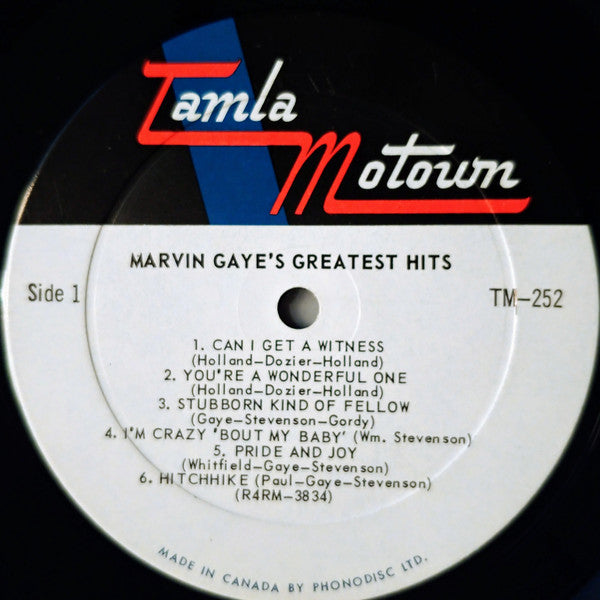 Tamla
Motown
MARVIN GAYE'S GREATEST HITS
Side 1
TM-252
1. CAN I GET A WITNESS
(Holland-Dozier-Holland)
2. YOU'RE A WONDERFUL ONE
(Holland-Dozier-Holland)
3. STUBBORN KIND OF FELLOW
(Gaye-Stevenson-Gordy)
4. I'M CRAZY 'BOUT MY BABY' (Wm. Stevenson)
5. PRIDE AND JOY
(Whitfield-Gaye-Stevenson)
6. HITCHHIKE (Paul-Gaye-Stevenson)
(R4RM-3834)
MADE IN CANADA BY PHONODISC LTD.